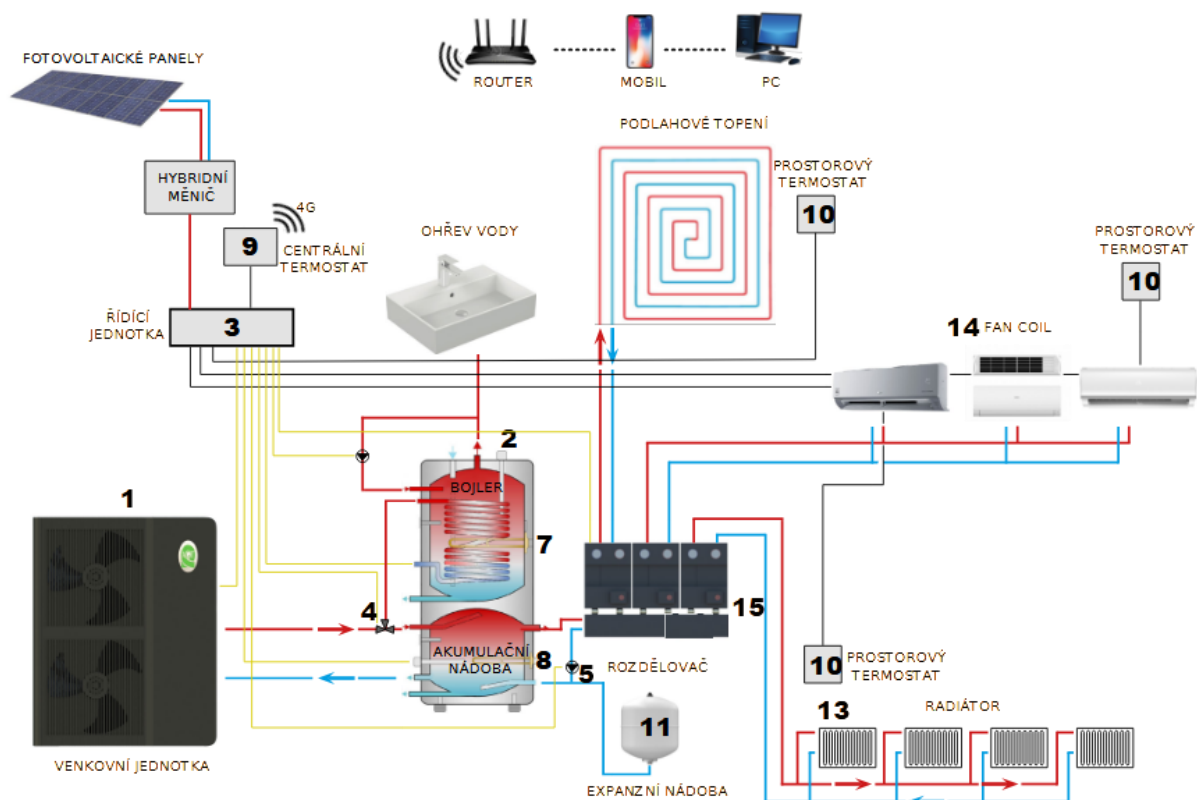 ROUTER
MOBIL
PC
FOTOVOLTAICKÉ PANELY
PODLAHOVÉ TOPENÍ
HYBRIDNÍ
MĚNIČ
4G
9
CENTRÁLNÍ
TERMOSTAT
OHŘEV VODY
PROSTOROVÝ
TERMOSTAT
10
PROSTOROVÝ
TERMOSTAT
10
ŘÍDÍCÍ
JEDNOTKA
3
14 FAN COIL
2
BOJLER
1
7
4
15
AKUMULAČNÍ
NÁDOBA
8
5
ROZDĚLOVAČ
10
PROSTOROVÝ
TERMOSTAT
11
13
RADIÁTOR
VENKOVNÍ JEDNOTKA
EXPANZNÍ NÁDOBA